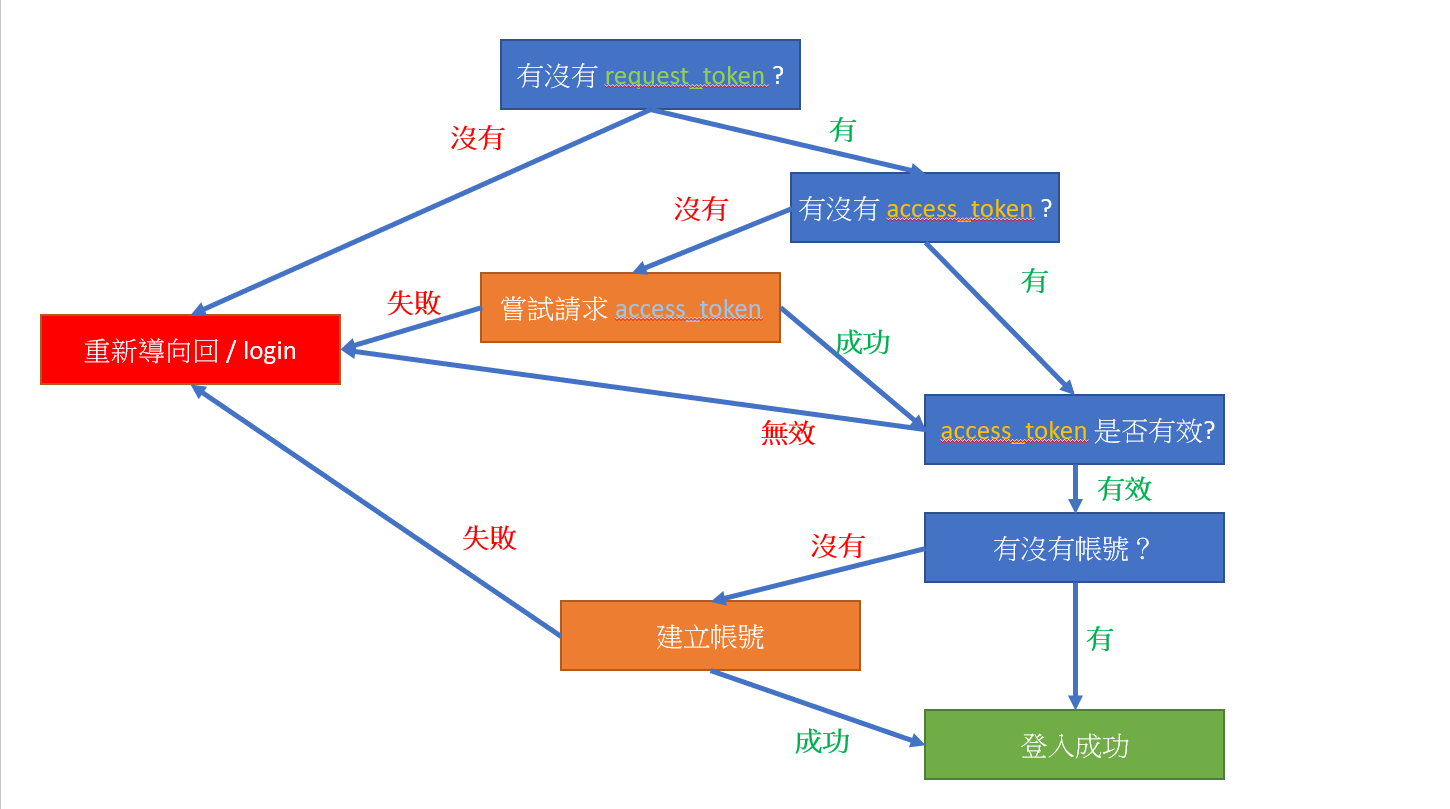 有沒有 request_token ?
沒有
有
有沒有 access_token ?
沒有
有
嘗試請求 access_token
失敗
成功
重新導向回 / login
無效
access_token 是否有效?
有效
有沒有帳號？
沒有
失敗
建立帳號
有
成功
登入成功